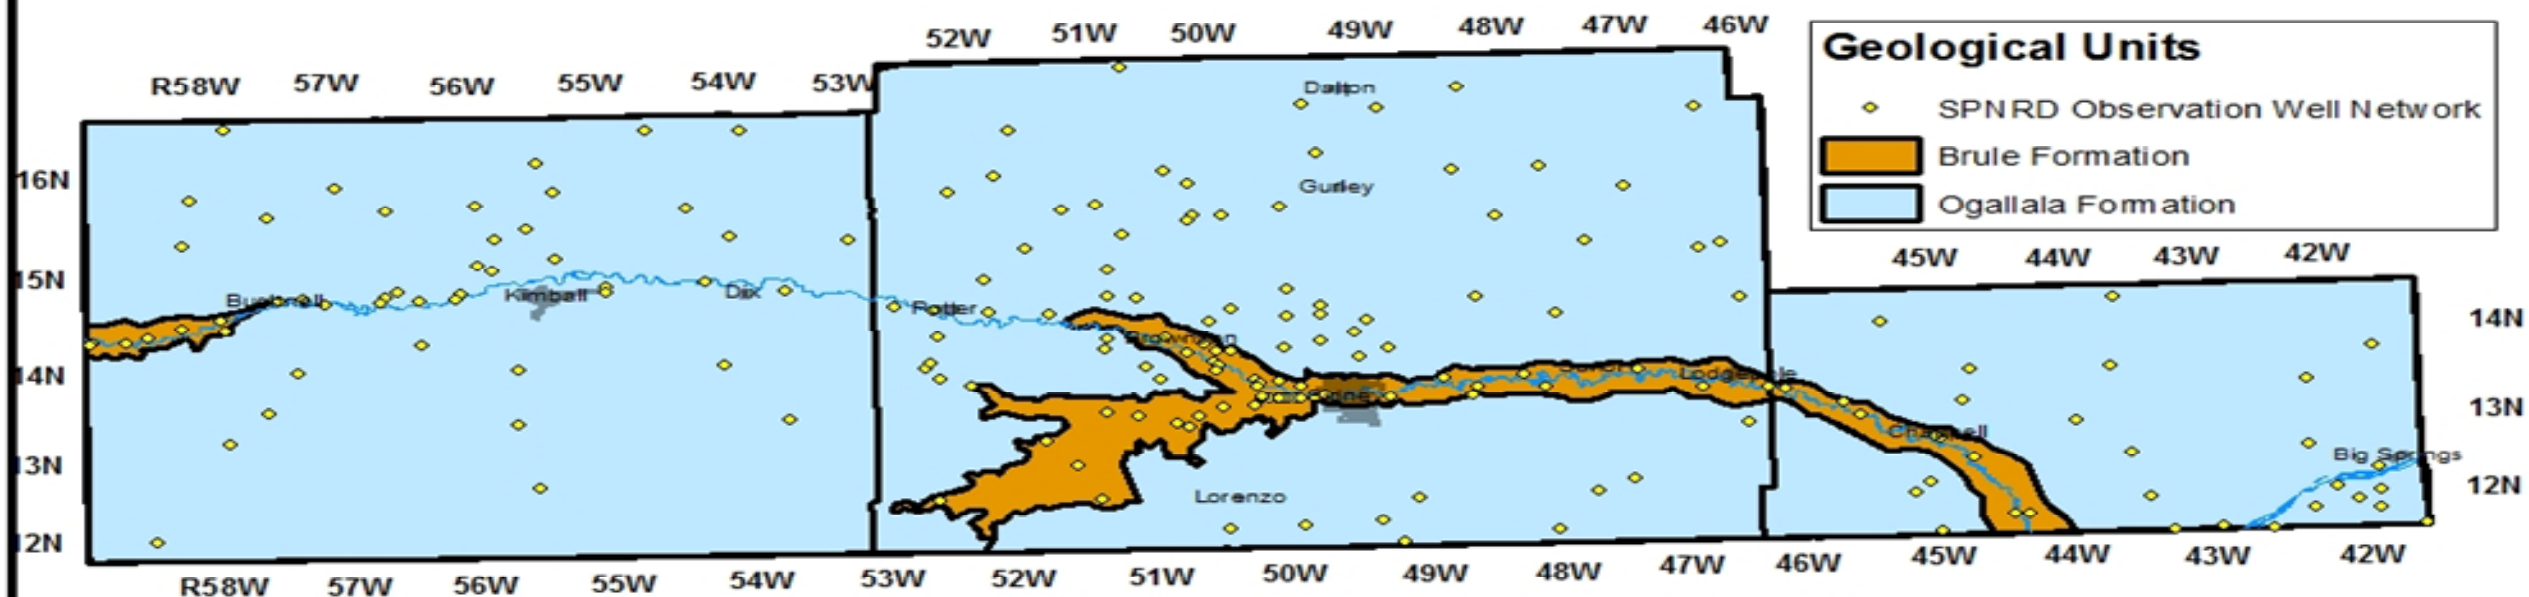 52W 51W 50W 49W 48W 47W 46W
R58W 57W 56W 55W 54W 53W
Geological Units
SPNRD Observation Well Network
Brule Formation
Ogallala Formation
Dalton
16N
Gurley
45W 44W 43W 42W
15N
Bushnell Kimball Dix Potter
14N
14N
Lodgepole
13N
Chappell
Big Springs
13N
12N
Lorenzo
12N
R58W 57W 56W 55W 54W 53W 52W 51W 50W 49W 48W 47W 46W 45W 44W 43W 42W